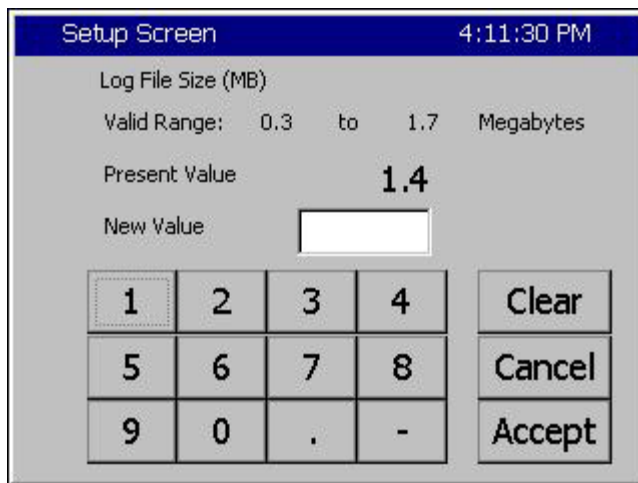 Setup Screen 4:11:30 PM
Log File Size (MB)
Valid Range: 0.3 to 1.7 Megabytes
Present Value 1.4
New Value
1 2 3 4 Clear
5 6 7 8 Cancel
9 0 . - Accept